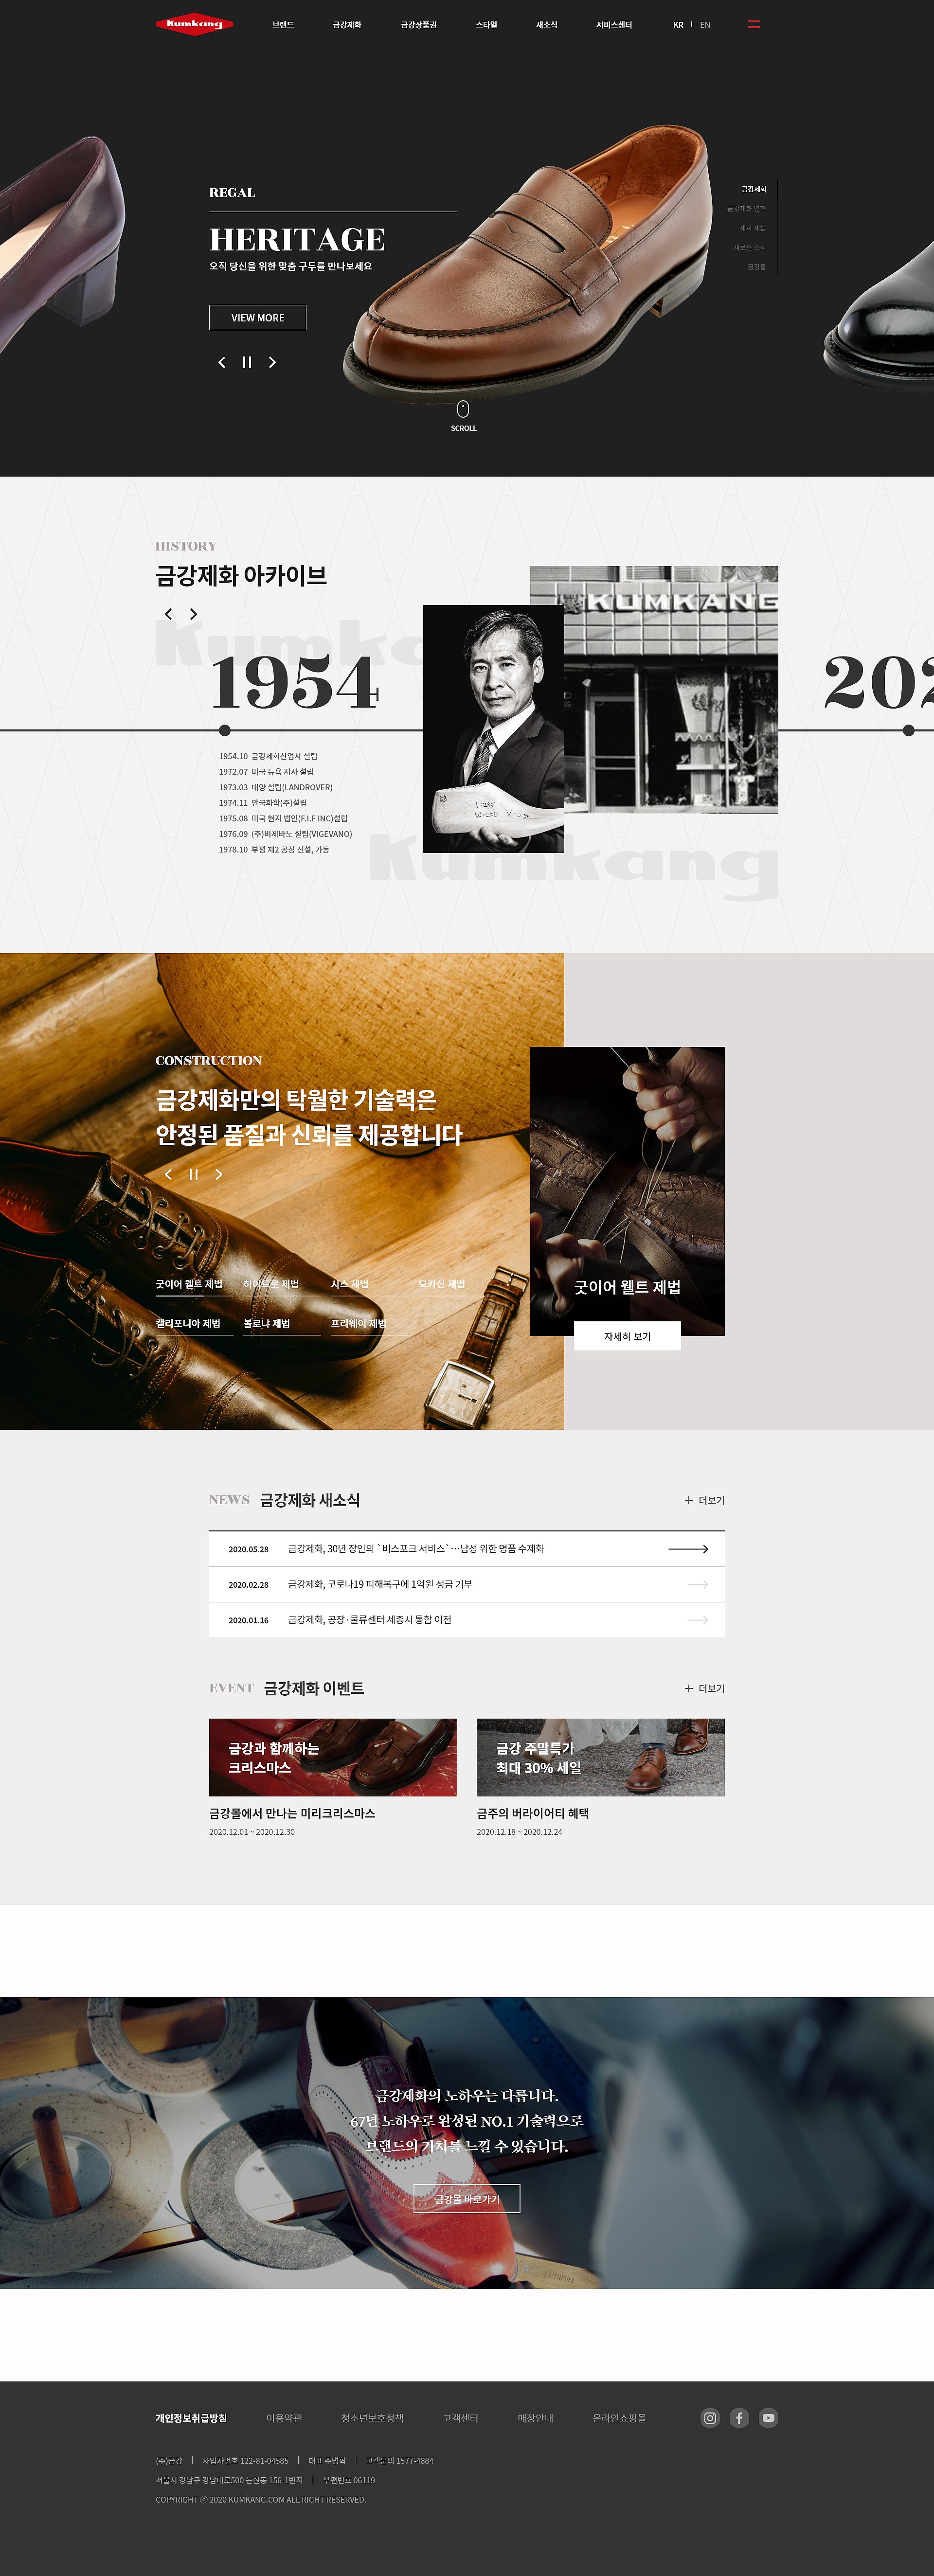 Kumkang
브랜드 금강제화 금강상품권 스타일 새소식 서비스센터 KR EN
REGAL
HERITAGE
오직 당신을 위한 맞춤 구두를 만나보세요
VIEW MORE
금강제화
금강제화 연혁
제화 제법
새로운 소식
금강몰
SCROLL
HISTORY
금강제화 아카이브
KUMKANG
Kumka
1954
202
1954.10 금강제화산업사 설립
1972.07 미국 뉴욕 지사 설립
1973.03 대양 설립(LANDROVER)
1974.11 안국화학(주)설립
1975.08 미국 현지 법인(F.I.F INC)설립
1976.09 (주)비제바노 설립(VIGEVANO)
1978.10 부평 제2 공장 신설, 가동
L-255
W-250
Kumkang
CONSTRUCTION
금강제화만의 탁월한 기술력은
안정된 품질과 신뢰를 제공합니다
굿이어 웰트 제법 하이드로 제법 시스 제법 모카신 제법
캘리포니아 제법 볼로냐 제법 프리웨이 제법
굿이어 웰트 제법
자세히 보기
NEWS 금강제화 새소식
+ 더보기
2020.05.28 금강제화, 30년 장인의 `비스포크 서비스`…남성 위한 명품 수제화
2020.02.28 금강제화, 코로나19 피해복구에 1억원 성금 기부
2020.01.16 금강제화, 공장·물류센터 세종시 통합 이전
EVENT 금강제화 이벤트
+ 더보기
금강과 함께하는
크리스마스
금강몰에서 만나는 미리크리스마스
2020.12.01 ~ 2020.12.30
금강 주말특가
최대 30% 세일
금주의 버라이어티 혜택
2020.12.18 ~ 2020.12.24
금강제화의 노하우는 다릅니다.
67년 노하우로 완성된 NO.1 기술력으로
브랜드의 가치를 느낄 수 있습니다.
금강몰 바로가기
FAITHFULL
개인정보취급방침 이용약관 청소년보호정책 고객센터 매장안내 온라인쇼핑몰
(주)금강 | 사업자번호 122-81-04585 | 대표 주병혁 | 고객문의 1577-4884
서울시 강남구 강남대로500 논현동 156-1번지 | 우편번호 06119
COPYRIGHT ⓒ 2020 KUMKANG.COM ALL RIGHT RESERVED.